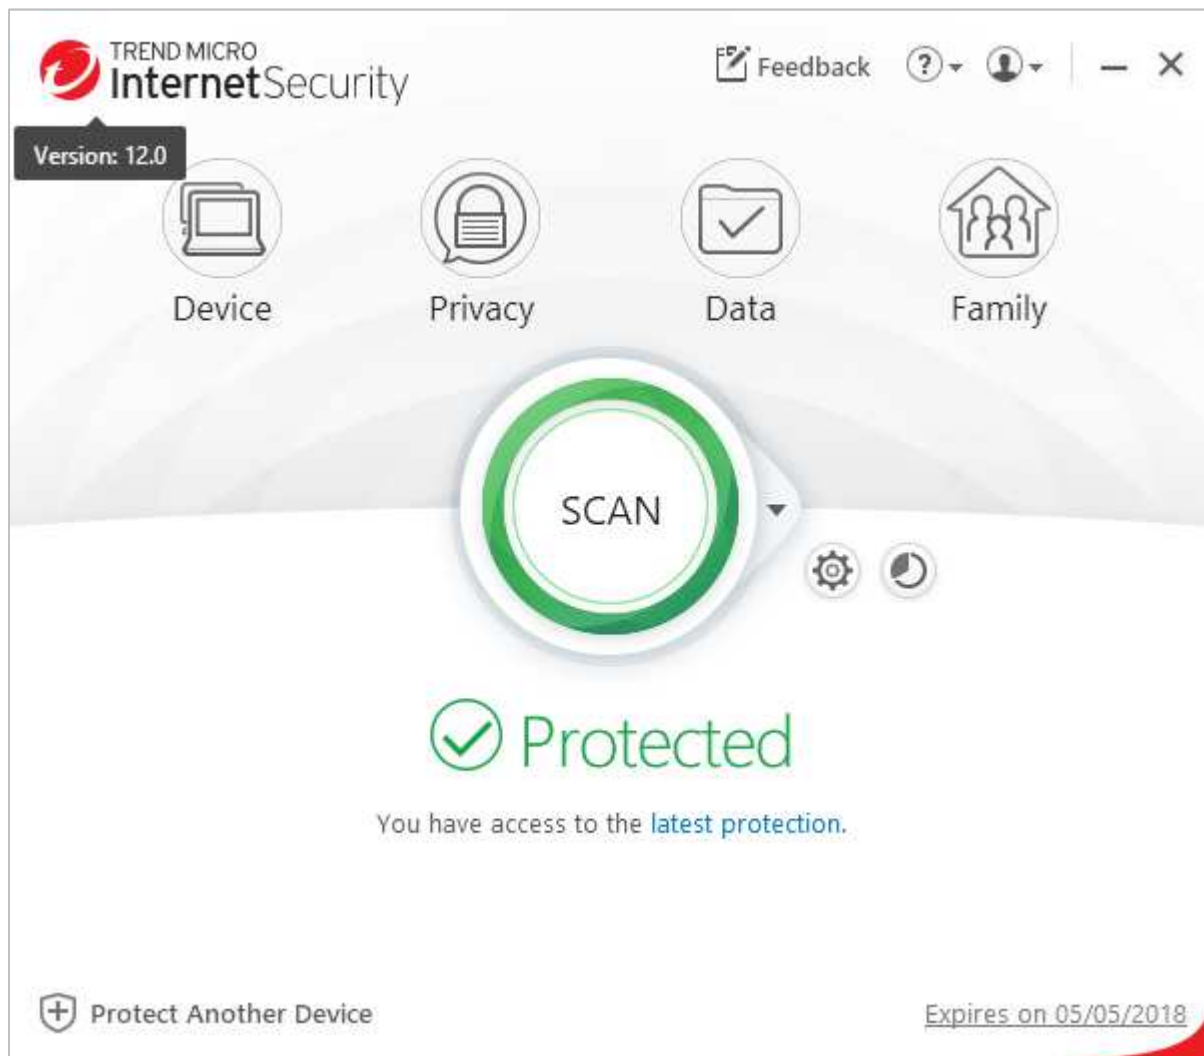 TREND MICRO
InternetSecurity
Feedback
?
Version: 12.0
Device
Privacy
Data
Family
SCAN
Protected
You have access to the latest protection.
Protect Another Device
Expires on 05/05/2018